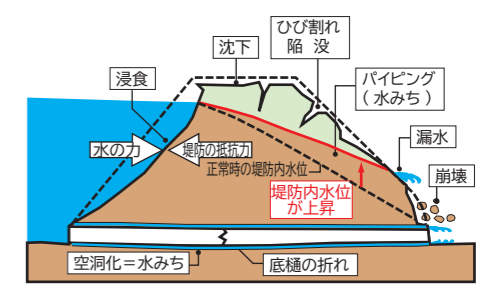 ひび割れ
陥没
沈下
浸食
パイピング
（水みち）
漏水
水の力
堤防の抵抗力
正常時の堤防内水位
崩壊
堤防内水位
が上昇
空洞化＝水みち
底樋の折れ